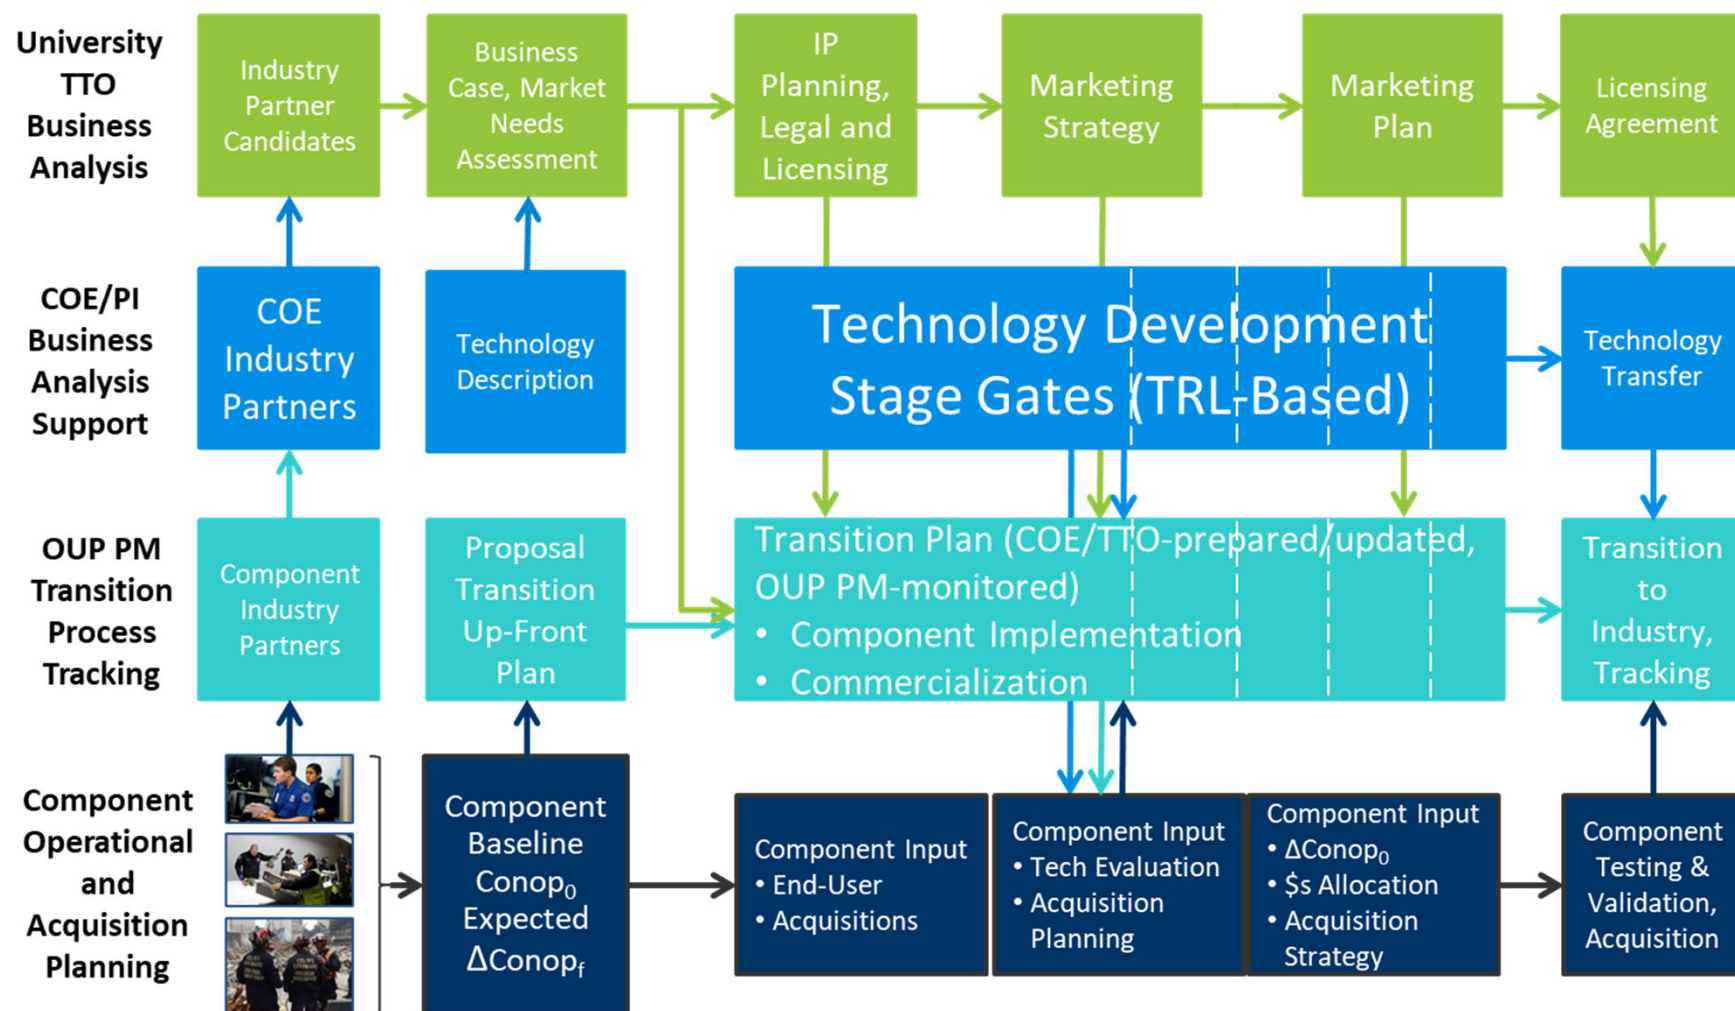 University
TTO
Business
Analysis
Industry
Partner
Candidates
Business
Case, Market
Needs
Assessment
IP
Planning,
Legal and
Licensing
Marketing
Strategy
Marketing
Plan
Licensing
Agreement
COE/PI
Business
Analysis
Support
COE
Industry
Partners
Technology
Description
Technology Development
Stage Gates (TRL-Based)
Technology
Transfer
OUP PM
Transition
Process
Tracking
Component
Industry
Partners
Proposal
Transition
Up-Front
Plan
Transition Plan (COE/TTO-prepared/updated,
OUP PM-monitored)
• Component Implementation
• Commercialization
Transition
to
Industry,
Tracking
Component
Operational
and
Acquisition
Planning
Component
Baseline
Conop₀
Expected
ΔConopf
Component Input
• End-User
• Acquisitions
Component Input
• Tech Evaluation
• Acquisition
Planning
Component Input
• ΔConop₀
• $s Allocation
• Acquisition
Strategy
Component
Testing &
Validation,
Acquisition